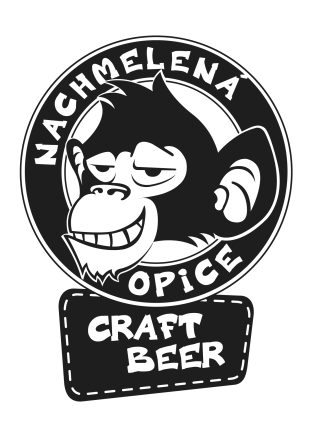 NACHMELENÁ
OPiCE
CRAFT
BEER